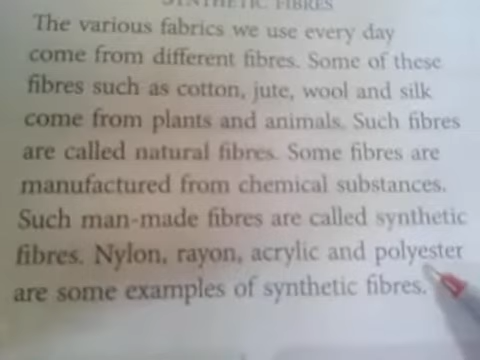 SYNTHETIC FIBRES
The various fabrics we use every day
come from different fibres. Some of these
fibres such as cotton, jute, wool and silk
come from plants and animals. Such fibres
are called natural fibres. Some fibres are
manufactured from chemical substances.
Such man-made fibres are called synthetic
fibres. Nylon, rayon, acrylic and polyester
are some examples of synthetic fibres.